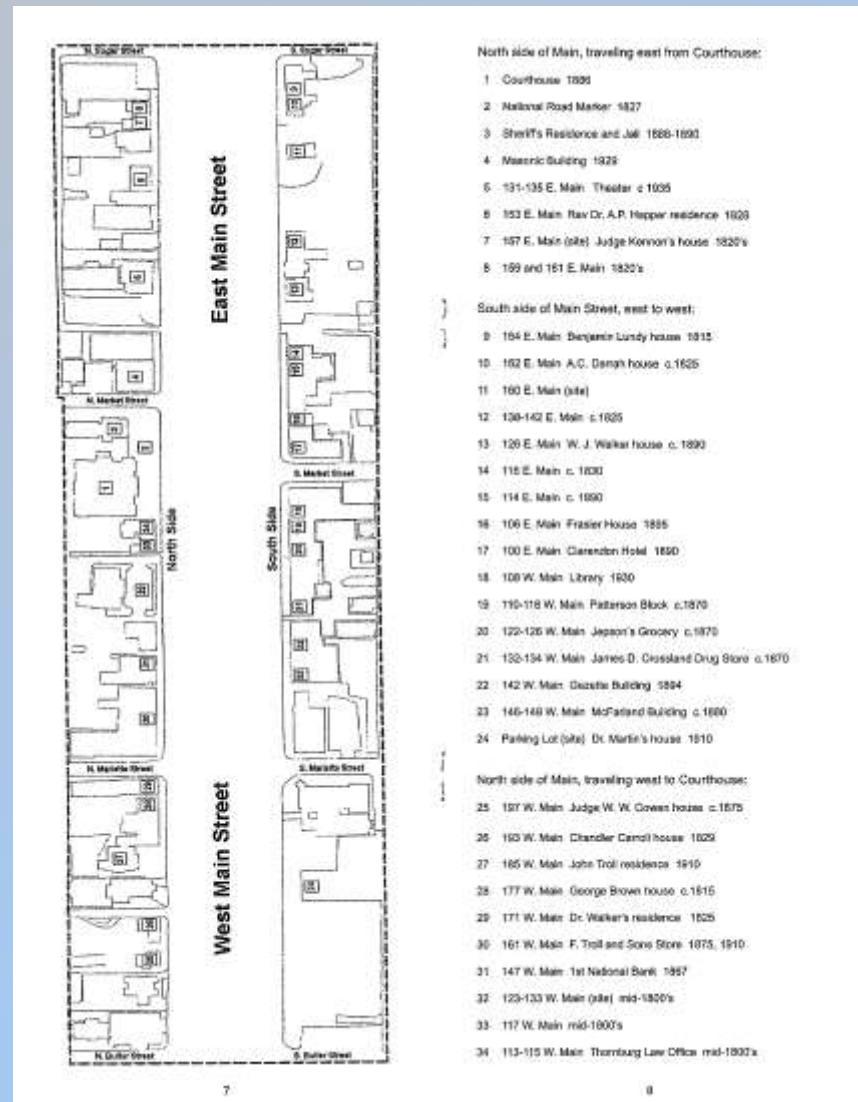 N. Sugar Street
S. Sugar Street
East Main Street
N. Market Street
S. Market Street
North Side
South Side
N. Marietta Street
S. Marietta Street
West Main Street
N. Butler Street
S. Butler Street
7
North side of Main, traveling east from Courthouse:
1 Courthouse 1886
2 National Road Marker 1827
3 Sheriff's Residence and Jail
4 Masonic Building 1929
5 131-135 E. Main Theater c 1935
6 153 E. Main Rev Dr. A.P. Happer residence
7 157 E. Main (site) Judge Kennon's house 1820's
8 159 and 161 E. Main 1820's
South side of Main Street, east to west:
9 164 E. Main Benjamin Lundy house 1815
10 162 E. Main A.C. Darrah house
11 160 E. Main (site)
12 138-142 E. Main c.1825
13 126 E. Main W. J. Walker house c. 1890
14 E. Main c.
15 114 E. Main c. 1890
16 106 E. Main Frasier House
17 100 E. Main Clarendon Hotel 1890
18 108 W. Main Library 1930
19 110-118 W. Main Patterson Block c.1870
20 122-126 W. Main Jepson's Grocery c.1870
21 132-134 W. Main James D. Crossland Drug Store c.1870
22 142 W. Main Gazette Building 1894
23 146-148 W. Main McFarland Building c.1880
24 Parking Lot (site) Dr. Martin's house 1810
North side of Main, traveling west to Courthouse:
25 197 W. Main Judge W. W. Cowen house c.1875
26 193 W. Main Chandler Carroll house 1829
27 185 W. Main John Troll residence 1910
28 177 W. Main George Brown house c.1815
29 171 W. Main Dr. Walker's residence 1825
30 161 W. Main F. Troll and Sons Store 1875, 1910
31 147 W. Main 1st National Bank
32 123-133 W. Main (site) mid-1800's
33 117 W. Main mid-1800's
34 113-115 W. Main Thornburg Law Office mid-1800's
8